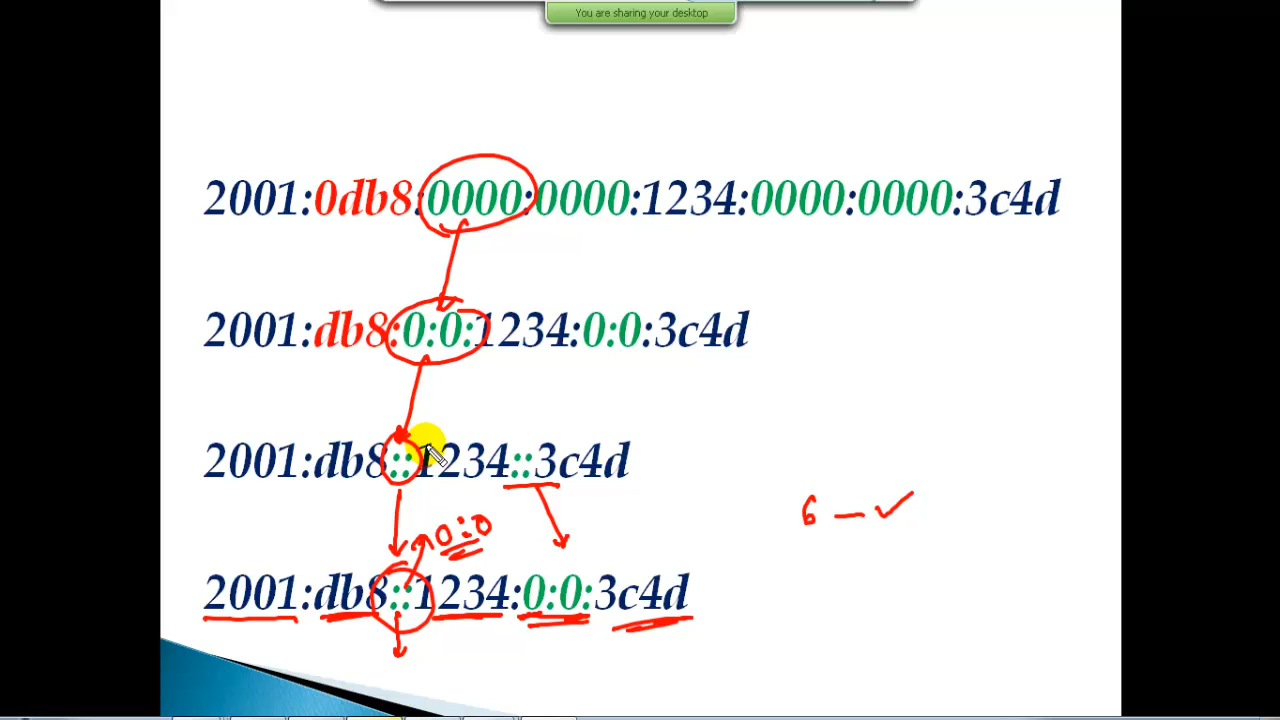 You are sharing your desktop
2001:0db8:0000:0000:1234:0000:0000:3c4d
2001:db8:0:0:1234:0:0:3c4d
2001:db8::1234::3c4d
6 – ✓
0:0
2001:db8::1234:0:0:3c4d